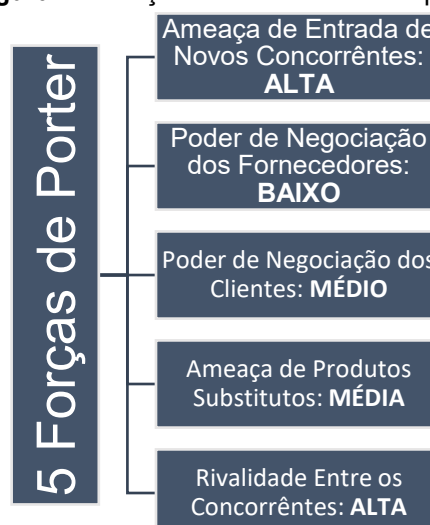 5 Forças de Porter
Ameaça de Entrada de
Novos Concorrêntes:
ALTA
Poder de Negociação
dos Fornecedores:
BAIXO
Poder de Negociação dos
Clientes: MÉDIO
Ameaça de Produtos
Substitutos: MÉDIA
Rivalidade Entre os
Concorrêntes: ALTA